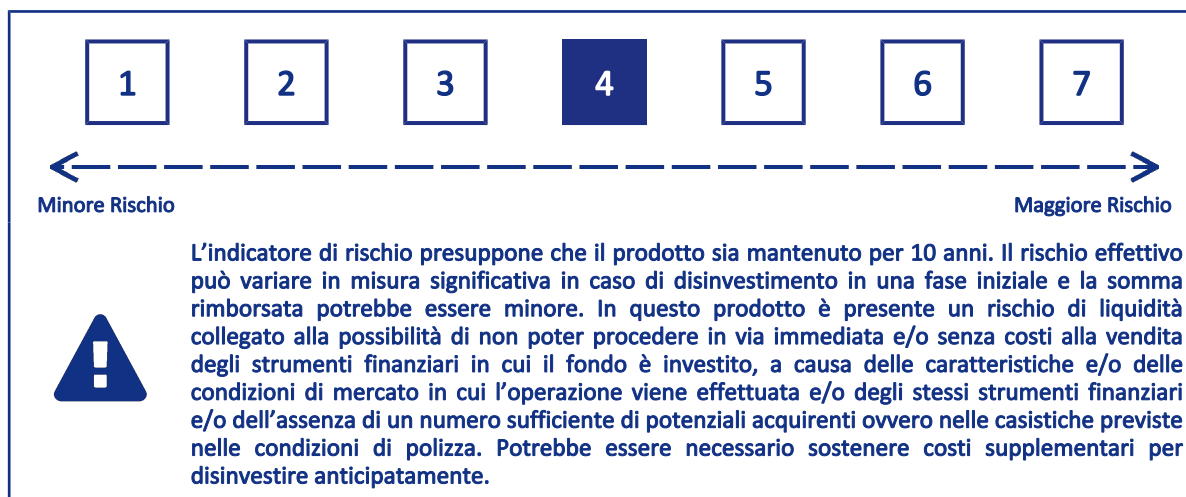 1 2 3 4 5 6 7
Minore Rischio Maggiore Rischio
L’indicatore di rischio presuppone che il prodotto sia mantenuto per 10 anni. Il rischio effettivo
può variare in misura significativa in caso di disinvestimento in una fase iniziale e la somma
rimborsata potrebbe essere minore. In questo prodotto è presente un rischio di liquidità
collegato alla possibilità di non poter procedere in via immediata e/o senza costi alla vendita
degli strumenti finanziari in cui il fondo è investito, a causa delle caratteristiche e/o delle
condizioni di mercato in cui l’operazione viene effettuata e/o degli stessi strumenti finanziari
e/o dell’assenza di un numero sufficiente di potenziali acquirenti ovvero nelle casistiche previste
nelle condizioni di polizza. Potrebbe essere necessario sostenere costi supplementari per
disinvestire anticipatamente.